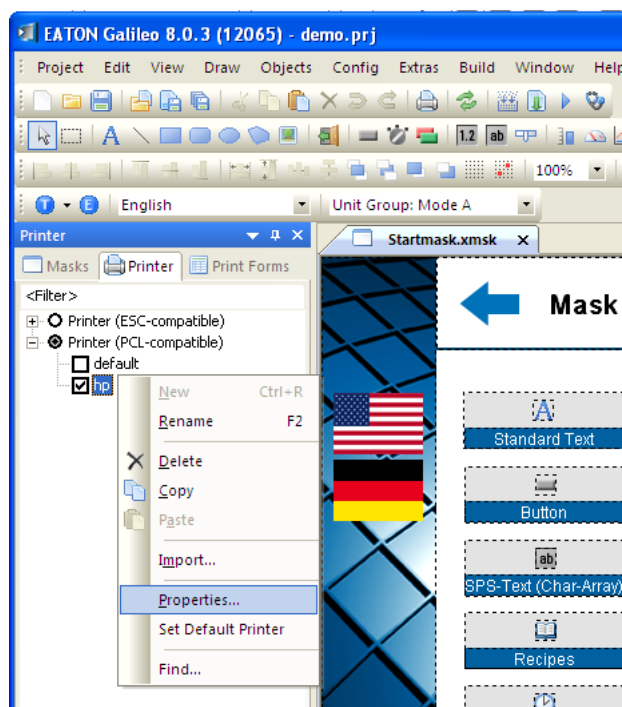 EATON Galileo 8.0.3 (12065) - demo.prj
Project Edit View Draw Objects Config Extras Build Window Help
A 1.2 ab
100%
T E English Unit Group: Mode A
Printer
Startmask.xmsk
Masks Printer Print Forms
<Filter>
Printer (ESC-compatible)
Printer (PCL-compatible)
default
hp
New Ctrl+R
Rename F2
Delete
Copy
Paste
Import...
Properties...
Set Default Printer
Find...
Mask
A
Standard Text
Button
ab
SPS-Text (Char-Array)
Recipes